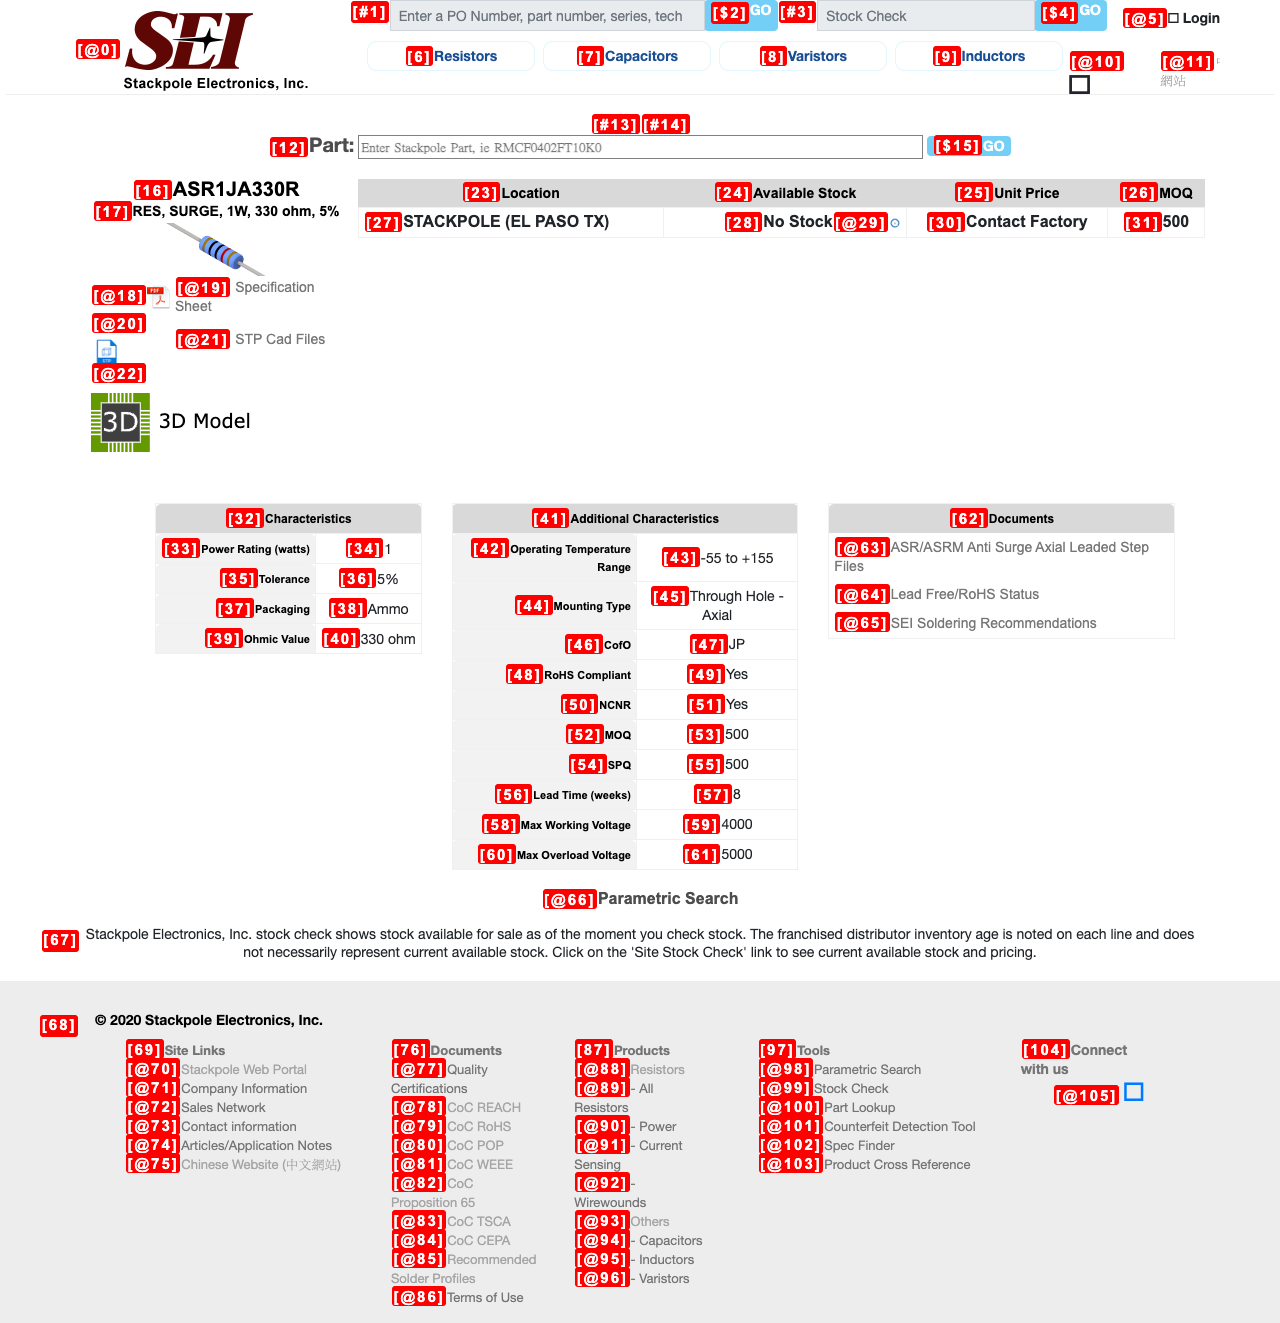 [@0] SEI
Stackpole Electronics, Inc.
[#1] Enter a PO Number, part number, series, tech [$2] GO [#3] Stock Check [$4] GO [@5] Login
[6] Resistors [7] Capacitors [8] Varistors [9] Inductors [@10] [@11]
網站
[#13] [#14]
[12] Part: Enter Stackpole Part, ie RMCF0402FT10K0 [$15] GO
[16] ASR1JA330R
[17] RES, SURGE, 1W, 330 ohm, 5%
[23] Location [24] Available Stock [25] Unit Price [26] MOQ
[27] STACKPOLE (EL PASO TX) [28] No Stock [@29] [30] Contact Factory [31] 500
[@18] PDF [@19] Specification
Sheet
[@20] STP [@21] STP Cad Files
[@22]
3D 3D Model
[32] Characteristics
[33] Power Rating (watts) [34] 1
[35] Tolerance [36] 5%
[37] Packaging [38] Ammo
[39] Ohmic Value [40] 330 ohm
[41] Additional Characteristics
[42] Operating Temperature
Range [43] -55 to +155
[44] Mounting Type [45] Through Hole -
Axial
[46] CofO [47] JP
[48] RoHS Compliant [49] Yes
[50] NCNR [51] Yes
[52] MOQ [53] 500
[54] SPQ [55] 500
[56] Lead Time (weeks) [57] 8
[58] Max Working Voltage [59] 4000
[60] Max Overload Voltage [61] 5000
[62] Documents
[@63] ASR/ASRM Anti Surge Axial Leaded Step
Files
[@64] Lead Free/RoHS Status
[@65] SEI Soldering Recommendations
[@66] Parametric Search
[67] Stackpole Electronics, Inc. stock check shows stock available for sale as of the moment you check stock. The franchised distributor inventory age is noted on each line and does
not necessarily represent current available stock. Click on the 'Site Stock Check' link to see current available stock and pricing.
[68] © 2020 Stackpole Electronics, Inc.
[69] Site Links
[@70] Stackpole Web Portal
[@71] Company Information
[@72] Sales Network
[@73] Contact information
[@74] Articles/Application Notes
[@75] Chinese Website (中文網站)
[76] Documents
[@77] Quality
Certifications
[@78] CoC REACH
[@79] CoC RoHS
[@80] CoC POP
[@81] CoC WEEE
[@82] CoC
Proposition 65
[@83] CoC TSCA
[@84] CoC CEPA
[@85] Recommended
Solder Profiles
[@86] Terms of Use
[87] Products
[@88] Resistors
[@89] - All
Resistors
[@90] - Power
[@91] - Current
Sensing
[@92] -
Wirewounds
[@93] Others
[@94] - Capacitors
[@95] - Inductors
[@96] - Varistors
[97] Tools
[@98] Parametric Search
[@99] Stock Check
[@100] Part Lookup
[@101] Counterfeit Detection Tool
[@102] Spec Finder
[@103] Product Cross Reference
[104] Connect
with us
[@105]